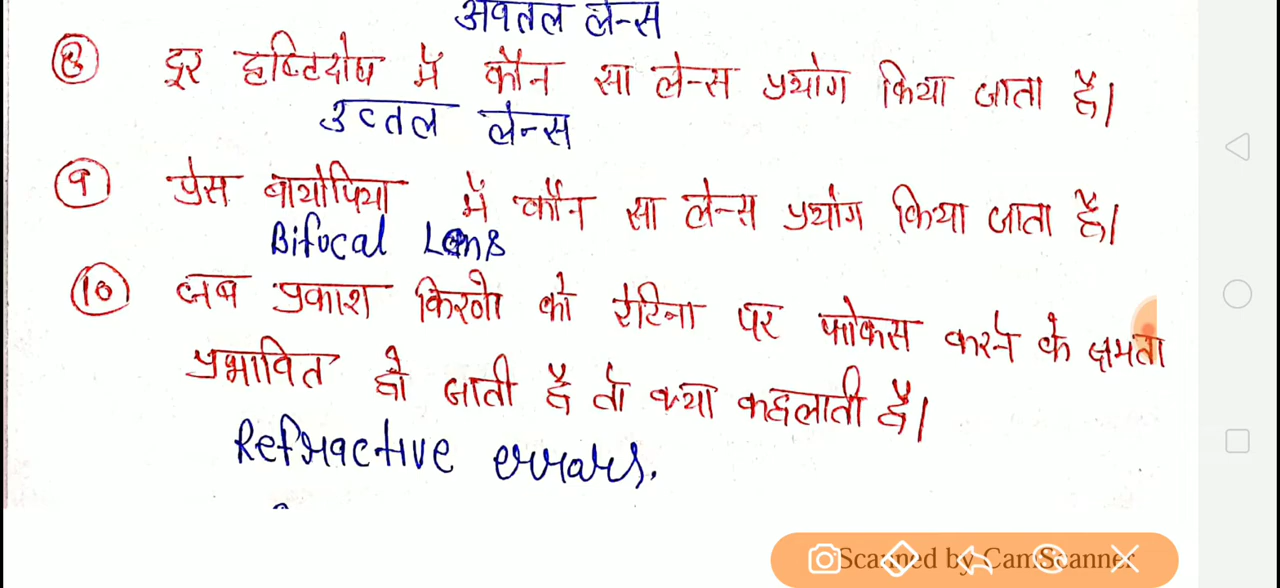 अवतल लेन्स
⑧ दूर दृष्टिदोष में कौन सा लेन्स प्रयोग किया जाता है।
उत्तल लेन्स
⑨ प्रेस बायोपिया में कौन सा लेन्स प्रयोग किया जाता है।
Bifocal Lens
⑩ जब प्रकाश किरणो को रेटिना पर फोकस करने के क्षमता
प्रभावित हो जाती है तो क्या कहलाती है।
Refractive errors.
Scanned by CamScanner